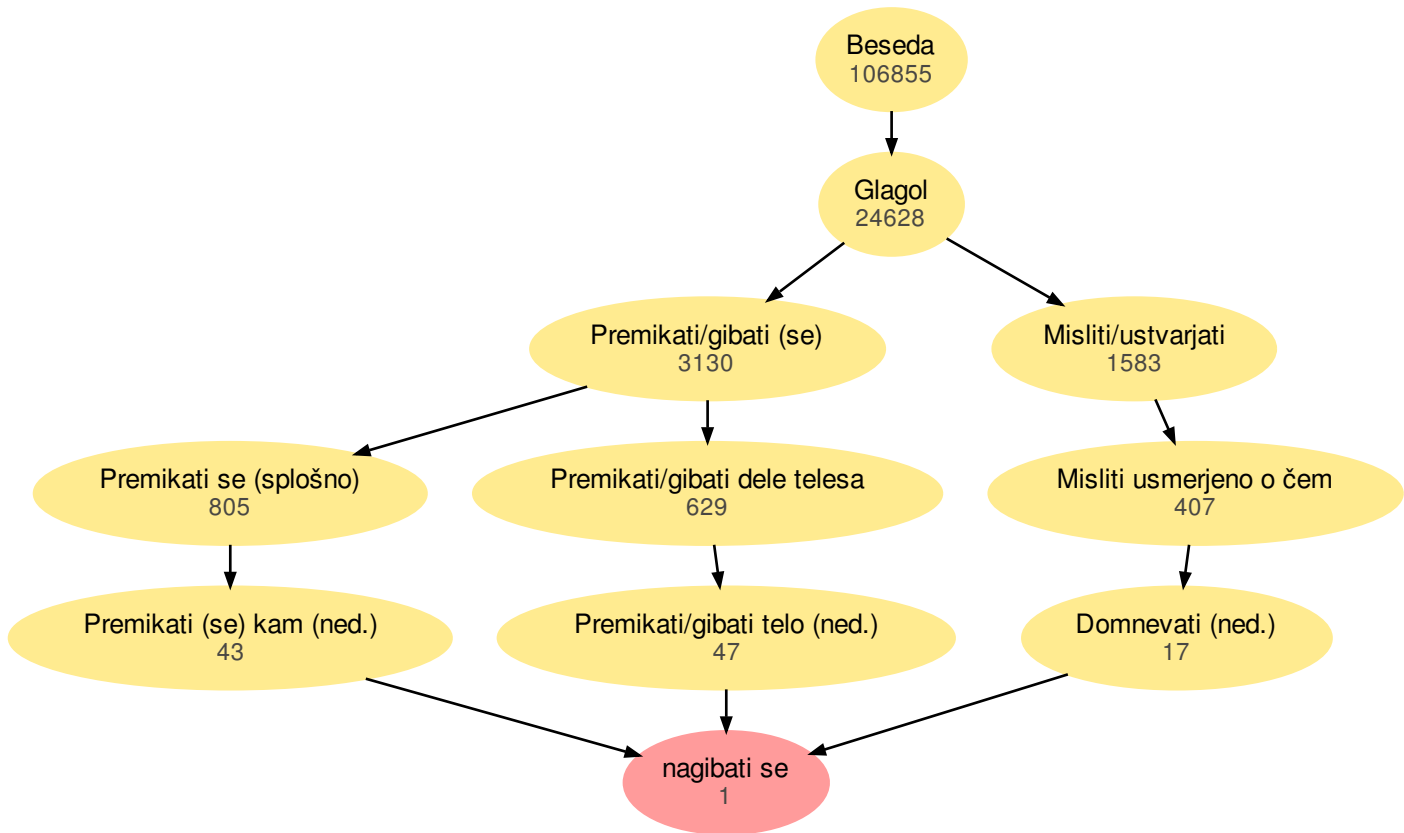 Beseda
106855
Glagol
24628
Premikati/gibati (se)
3130
Misliti/ustvarjati
1583
Premikati se (splošno)
805
Premikati/gibati dele telesa
629
Misliti usmerjeno o čem
407
Premikati (se) kam (ned.)
43
Premikati/gibati telo (ned.)
47
Domnevati (ned.)
17
nagibati se
1